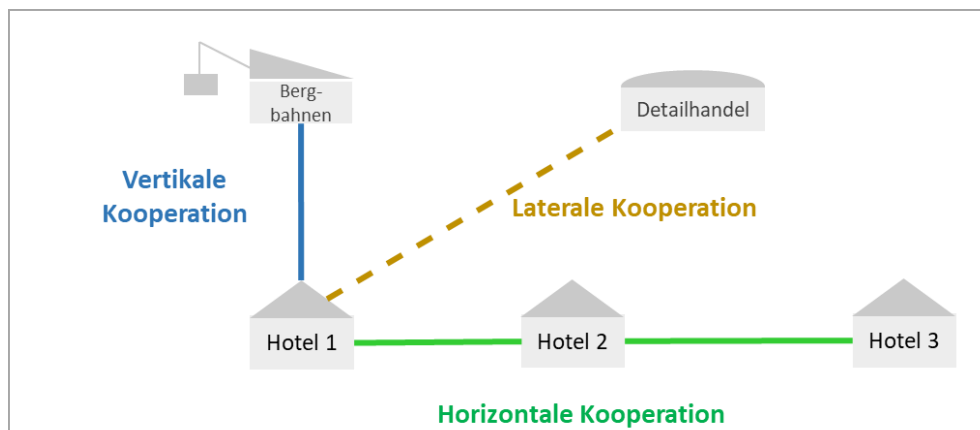 Berg-
bahnen
Detailhandel
Vertikale
Kooperation
Laterale Kooperation
Hotel 1
Hotel 2
Hotel 3
Horizontale Kooperation